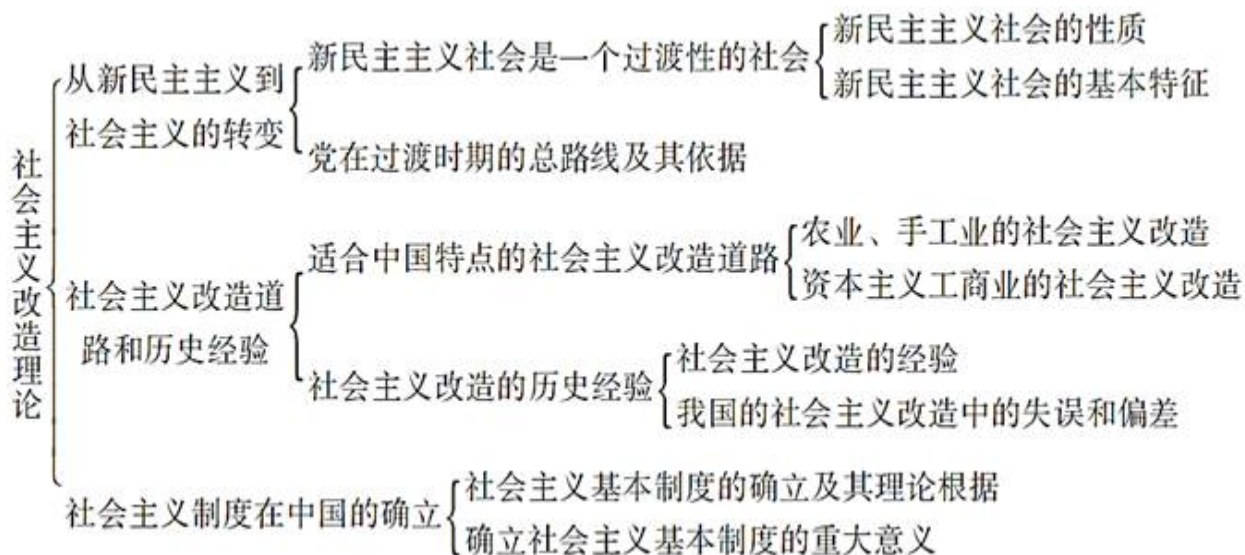 社会主义改造理论
从新民主主义到
社会主义的转变
新民主主义社会是一个过渡性的社会
新民主主义社会的性质
新民主主义社会的基本特征
党在过渡时期的总路线及其依据
社会主义改造道
路和历史经验
适合中国特点的社会主义改造道路
农业、手工业的社会主义改造
资本主义工商业的社会主义改造
社会主义改造的历史经验
社会主义改造的经验
我国的社会主义改造中的失误和偏差
社会主义制度在中国的确立
社会主义基本制度的确立及其理论根据
确立社会主义基本制度的重大意义